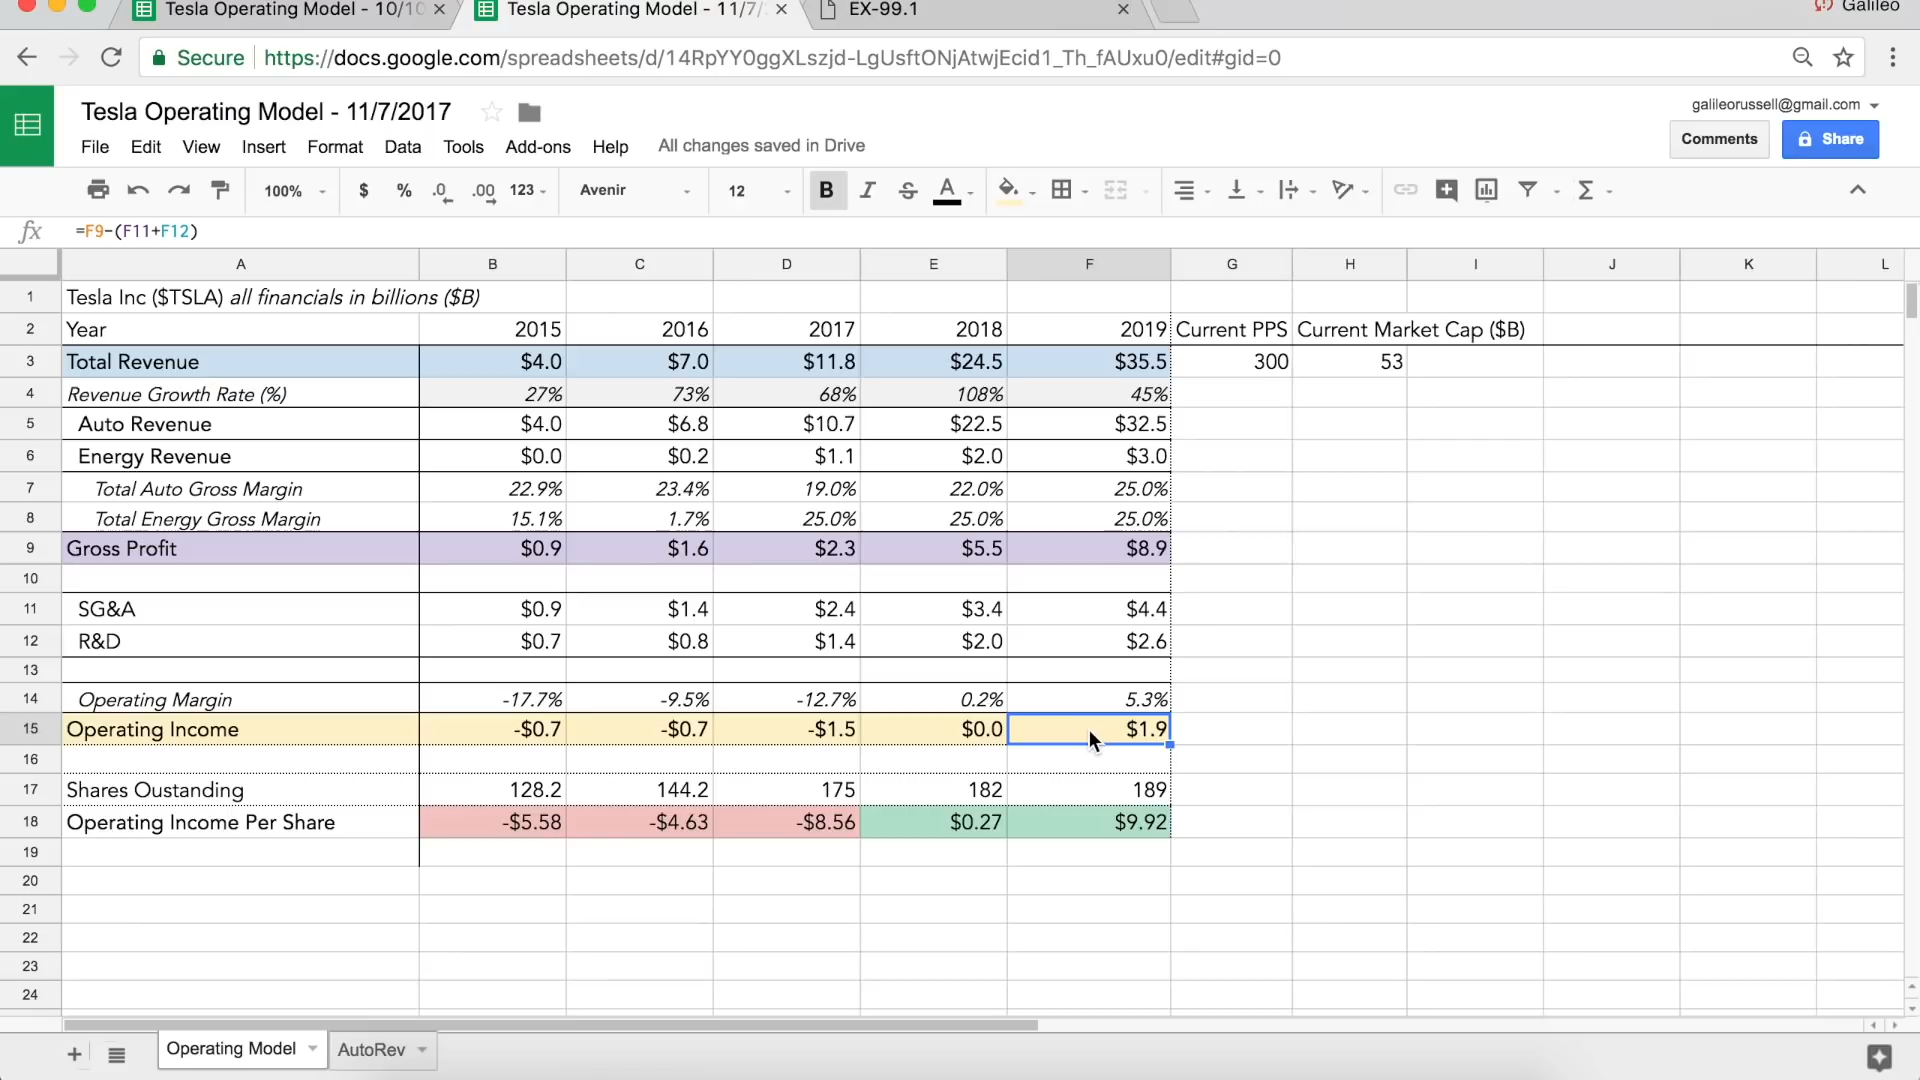 Tesla Operating Model - 10/10
Tesla Operating Model - 11/7/
EX-99.1
Galileo
Secure
https://docs.google.com/spreadsheets/d/14RpYY0ggXLszjd-LgUsftONjAtwjEcid1_Th_fAUxu0/edit#gid=0
Tesla Operating Model - 11/7/2017
galileorussell@gmail.com
File Edit View Insert Format Data Tools Add-ons Help All changes saved in Drive
Comments Share
100% $ % .0 .00 123 Avenir 12 B I S A Σ
fx =F9-(F11+F12)
A B C D E F G H I J K L
1 Tesla Inc ($TSLA) all financials in billions ($B)
2 Year 2015 2016 2017 2018 2019 Current PPS Current Market Cap ($B)
3 Total Revenue $4.0 $7.0 $11.8 $24.5 $35.5 300 53
4 Revenue Growth Rate (%) 27% 73% 68% 108% 45%
5 Auto Revenue $4.0 $6.8 $10.7 $22.5 $32.5
6 Energy Revenue $0.0 $0.2 $1.1 $2.0 $3.0
7 Total Auto Gross Margin 22.9% 23.4% 19.0% 22.0% 25.0%
8 Total Energy Gross Margin 15.1% 1.7% 25.0% 25.0% 25.0%
9 Gross Profit $0.9 $1.6 $2.3 $5.5 $8.9
10
11 SG&A $0.9 $1.4 $2.4 $3.4 $4.4
12 R&D $0.7 $0.8 $1.4 $2.0 $2.6
13
14 Operating Margin -17.7% -9.5% -12.7% 0.2% 5.3%
15 Operating Income -$0.7 -$0.7 -$1.5 $0.0 $1.9
16
17 Shares Oustanding 128.2 144.2 175 182 189
18 Operating Income Per Share -$5.58 -$4.63 -$8.56 $0.27 $9.92
19
20
21
22
23
24
Operating Model AutoRev